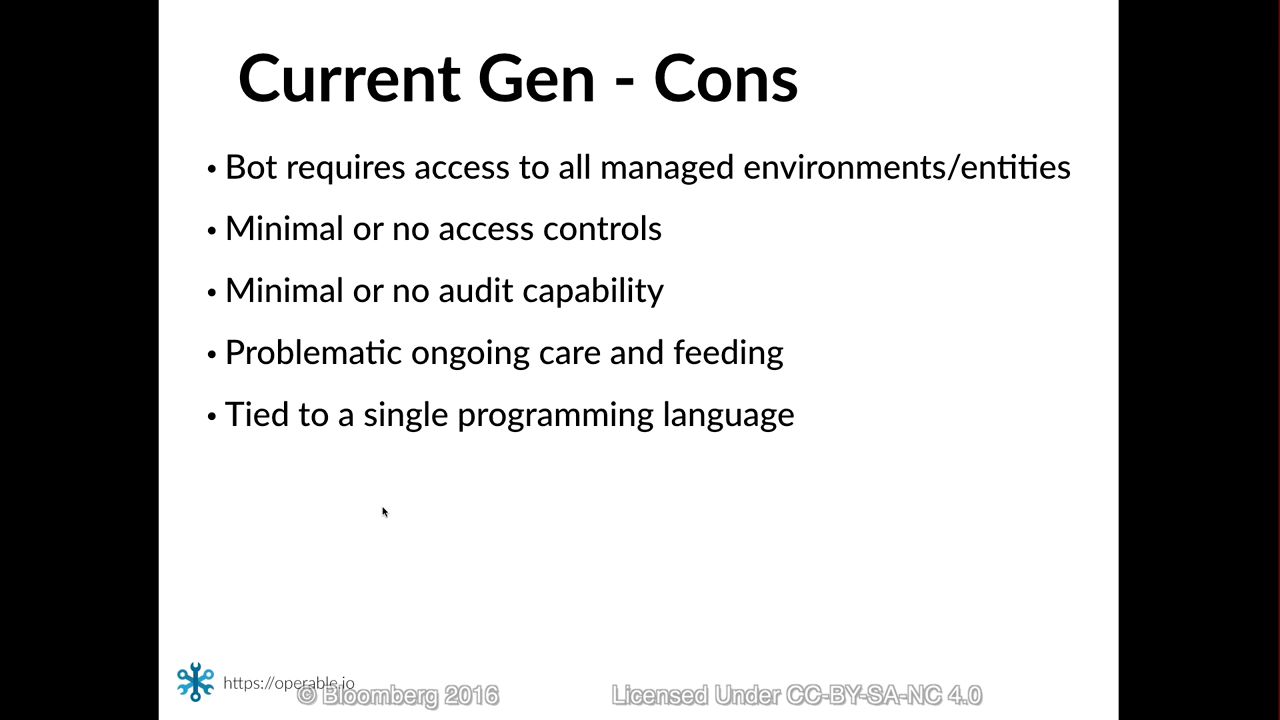 Current Gen - Cons
• Bot requires access to all managed environments/entities
• Minimal or no access controls
• Minimal or no audit capability
• Problematic ongoing care and feeding
• Tied to a single programming language
https://operable.io
© Bloomberg 2016 Licensed Under CC-BY-SA-NC 4.0